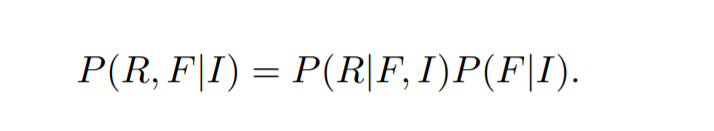 P(R, F|I) = P(R|F, I)P(F|I).